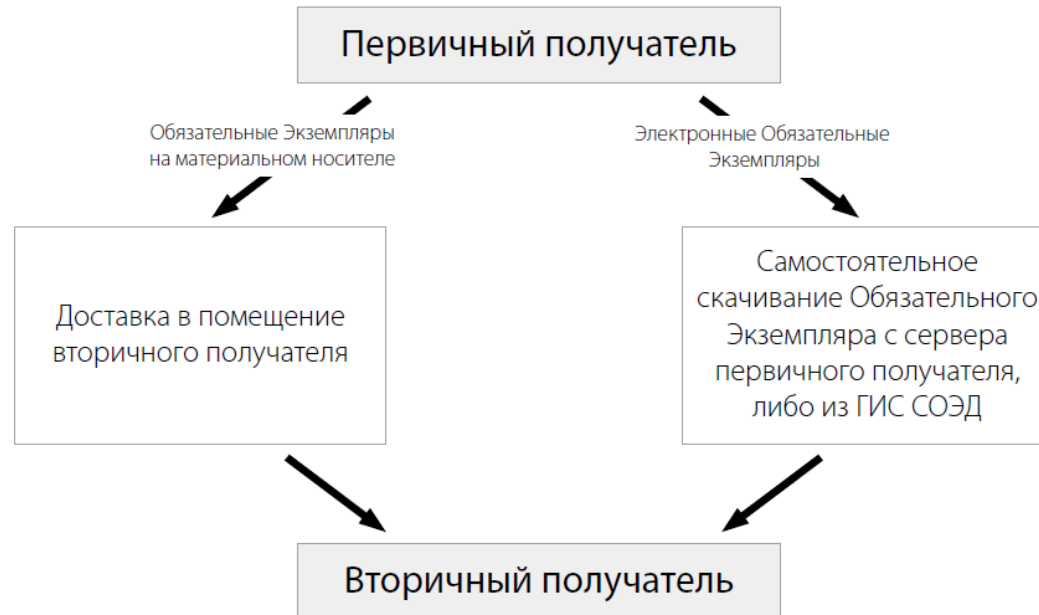 Первичный получатель
Обязательные Экземпляры
на материальном носителе
Электронные Обязательные
Экземпляры
Доставка в помещение
вторичного получателя
Самостоятельное
скачивание Обязательного
Экземпляра с сервера
первичного получателя,
либо из ГИС СОЭД
Вторичный получатель